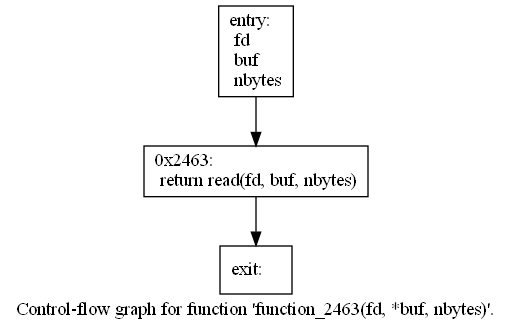 entry:
fd
buf
nbytes
0x2463:
return read(fd, buf, nbytes)
exit:
Control-flow graph for function 'function_2463(fd, *buf, nbytes)'.